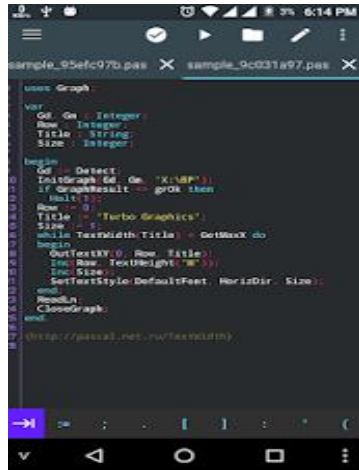 3% 6:14 PM
sample_95efc97b.pas × sample_9c031a97.pas ×
uses Graph;
var
Gd, Gm : Integer;
Row : Integer;
Title : String;
Size : Integer;
begin
Gd := Detect;
InitGraph(Gd, Gm, 'X:\BP');
if GraphResult <> grOk then
Halt(1);
Row := 0;
Title := 'Turbo Graphics';
Size := 1;
while TextWidth(Title) < GetMaxX do
begin
OutTextXY(0, Row, Title);
Inc(Row, TextHeight('M'));
Inc(Size);
SetTextStyle(DefaultFont, HorizDir, Size);
end;
ReadLn;
CloseGraph;
end.
{http://pascal.net.ru/TextWidth}
:= ; . [ ] : ' (